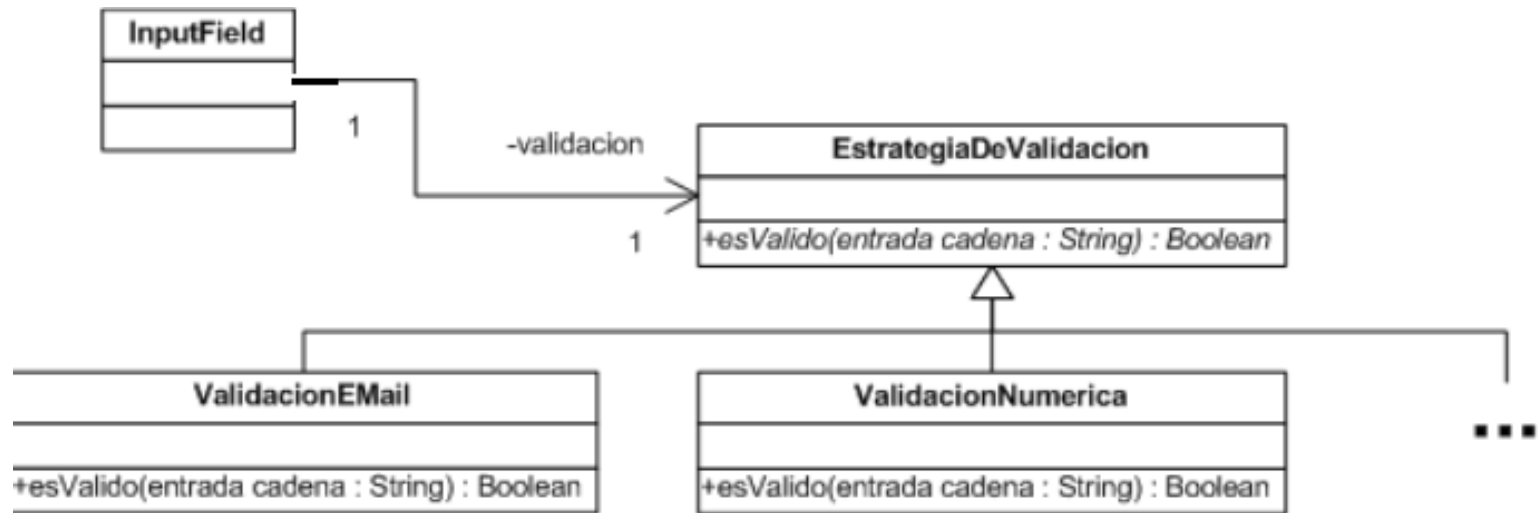 InputField
1
-validacion
EstrategiaDeValidacion
1
+esValido(entrada cadena : String) : Boolean
ValidacionEMail
ValidacionNumerica
...
+esValido(entrada cadena : String) : Boolean
+esValido(entrada cadena : String) : Boolean